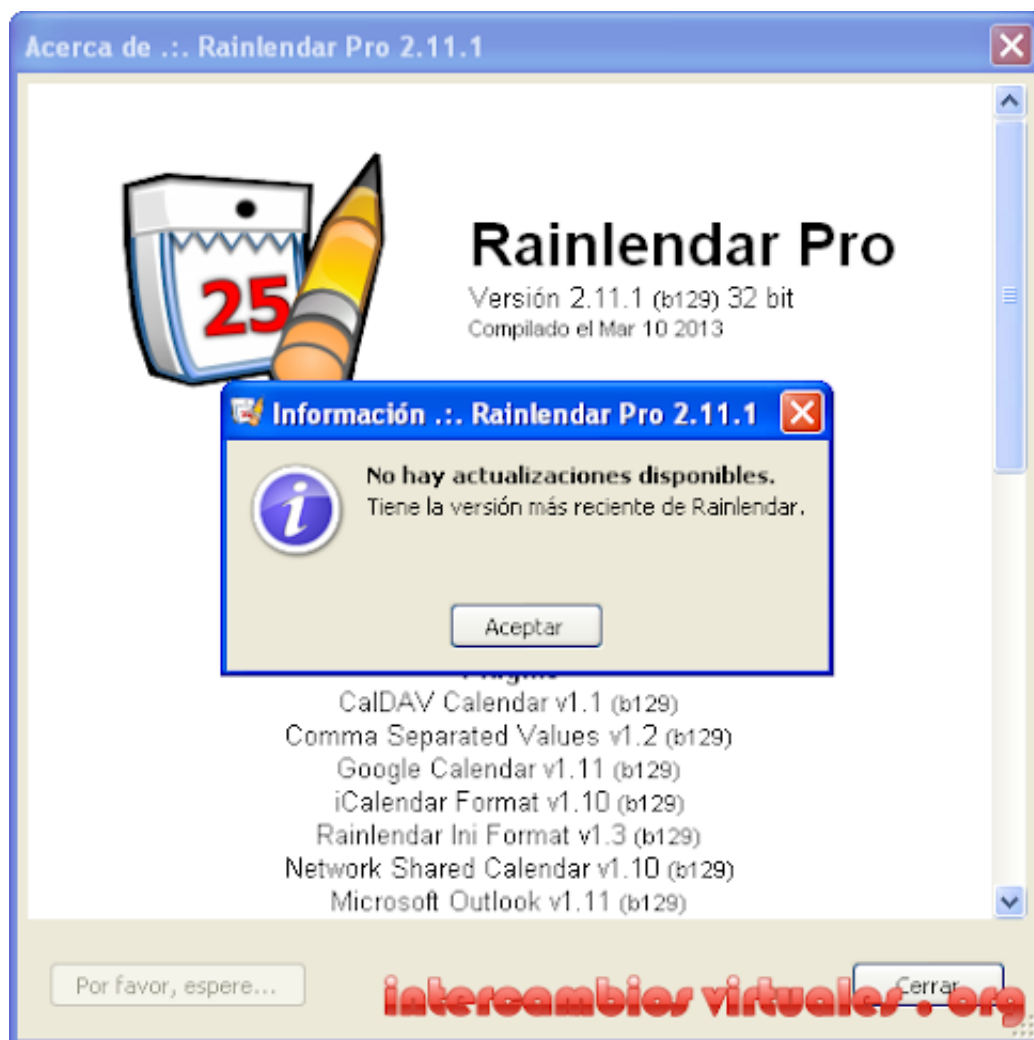 Acerca de .:. Rainlendar Pro 2.11.1
25
Rainlendar Pro
Versión 2.11.1 (b129) 32 bit
Compilado el Mar 10 2013
Información .:. Rainlendar Pro 2.11.1
No hay actualizaciones disponibles.
Tiene la versión más reciente de Rainlendar.
Aceptar
CalDAV Calendar v1.1 (b129)
Comma Separated Values v1.2 (b129)
Google Calendar v1.11 (b129)
iCalendar Format v1.10 (b129)
Rainlendar Ini Format v1.3 (b129)
Network Shared Calendar v1.10 (b129)
Microsoft Outlook v1.11 (b129)
Por favor, espere...
Cerrar
intercambios virtuales . org